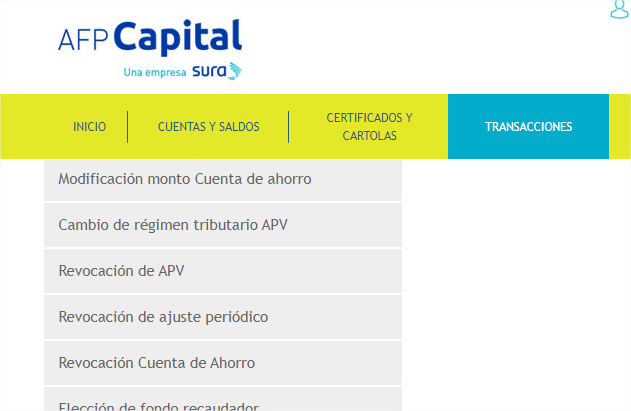 AFP Capital
Una empresa sura
INICIO
CUENTAS Y SALDOS
CERTIFICADOS Y
CARTOLAS
TRANSACCIONES
Modificación monto Cuenta de ahorro
Cambio de régimen tributario APV
Revocación de APV
Revocación de ajuste periódico
Revocación Cuenta de Ahorro
Elección de fondo recaudador